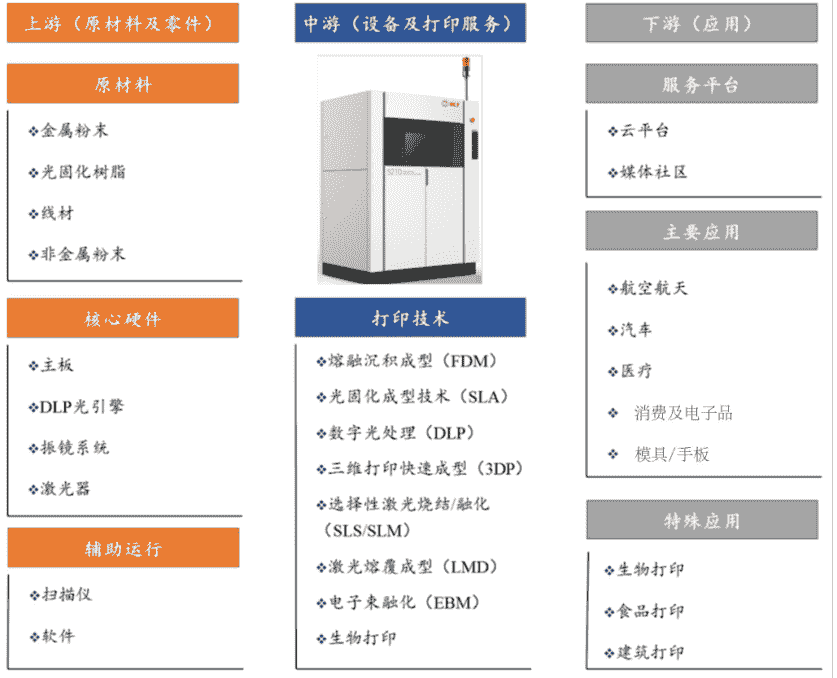 上游（原材料及零件）
原材料
❖金属粉末
❖光固化树脂
❖线材
❖非金属粉末
核心硬件
❖主板
❖DLP光引擎
❖振镜系统
❖激光器
辅助运行
❖扫描仪
❖软件
中游（设备及打印服务）
打印技术
❖熔融沉积成型（FDM）
❖光固化成型技术（SLA）
❖数字光处理（DLP）
❖三维打印快速成型（3DP）
❖选择性激光烧结/融化
（SLS/SLM）
❖激光熔覆成型（LMD）
❖电子束融化（EBM）
❖生物打印
下游（应用）
服务平台
❖云平台
❖媒体社区
主要应用
❖航空航天
❖汽车
❖医疗
❖ 消费及电子品
❖ 模具/手板
特殊应用
❖生物打印
❖食品打印
❖建筑打印